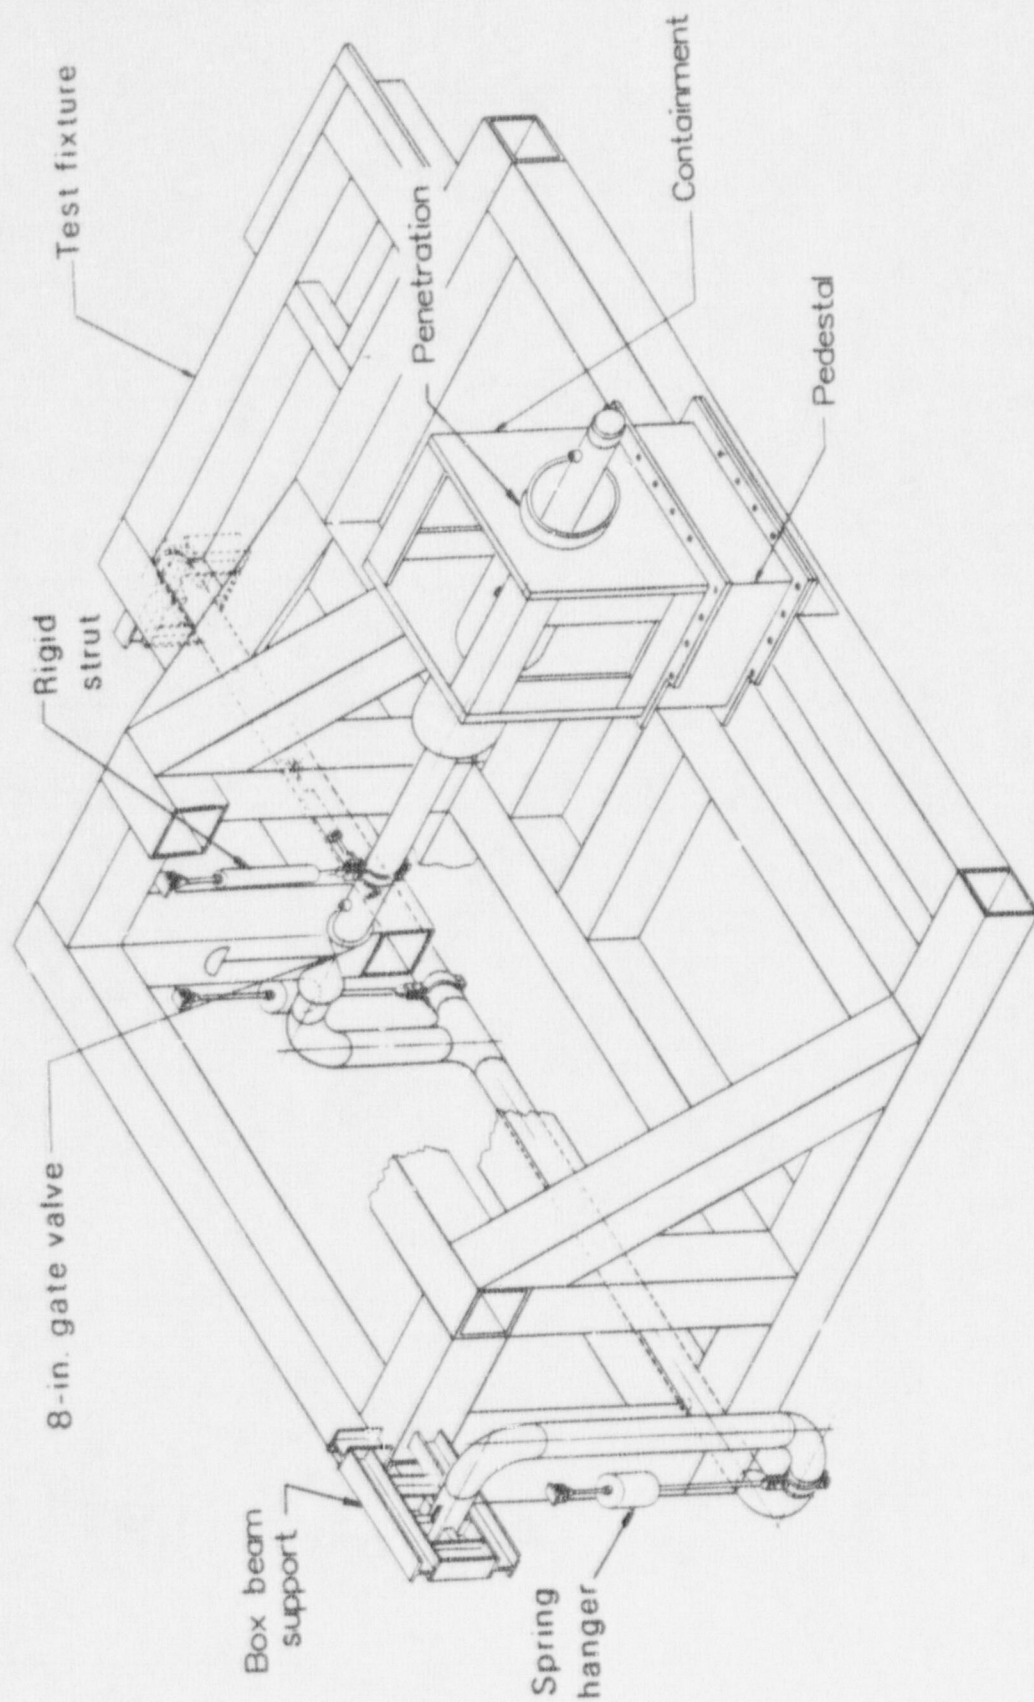 Box beam
support
Spring
hanger
8-in. gate valve
Rigid
strut
Test fixture
Penetration
Containment
Pedestal